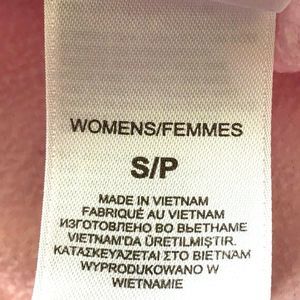 WOMENS/FEMMES
S/P
MADE IN VIETNAM
FABRIQUÉ AU VIETNAM
ИЗГОТОВЛЕНО ВО ВЬЕТНАМЕ
VIETNAM'DA ÜRETILMIŞTIR.
ΚΑΤΑΣΚΕΥΑΖΕΤΑΙ ΣΤΟ ΒΙΕΤΝΑΜ
WYPRODUKOWANO W
WIETNAMIE